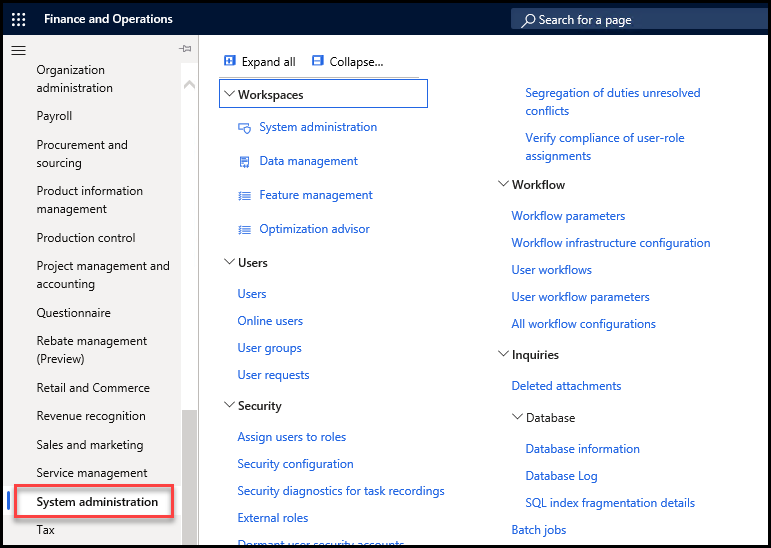 Finance and Operations
Search for a page
Organization
administration
Payroll
Procurement and
sourcing
Product information
management
Production control
Project management and
accounting
Questionnaire
Rebate management
(Preview)
Retail and Commerce
Revenue recognition
Sales and marketing
Service management
System administration
Tax
Expand all
Collapse...
Workspaces
System administration
Data management
Feature management
Optimization advisor
Users
Users
Online users
User groups
User requests
Security
Assign users to roles
Security configuration
Security diagnostics for task recordings
External roles
Dormant user security accounts
Segregation of duties unresolved
conflicts
Verify compliance of user-role
assignments
Workflow
Workflow parameters
Workflow infrastructure configuration
User workflows
User workflow parameters
All workflow configurations
Inquiries
Deleted attachments
Database
Database information
Database Log
SQL index fragmentation details
Batch jobs